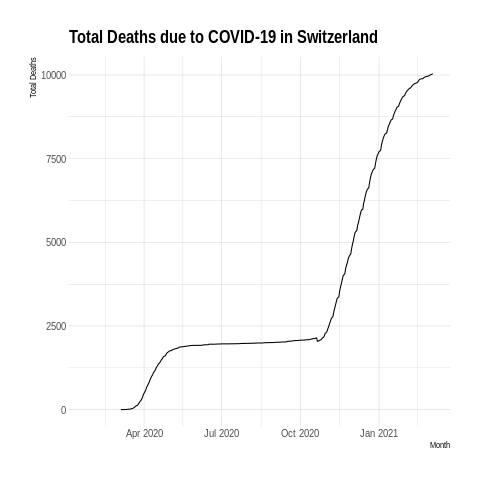 Total Deaths due to COVID-19 in Switzerland
Total Deaths
10000
7500
5000
2500
0
Apr 2020 Jul 2020 Oct 2020 Jan 2021
Month